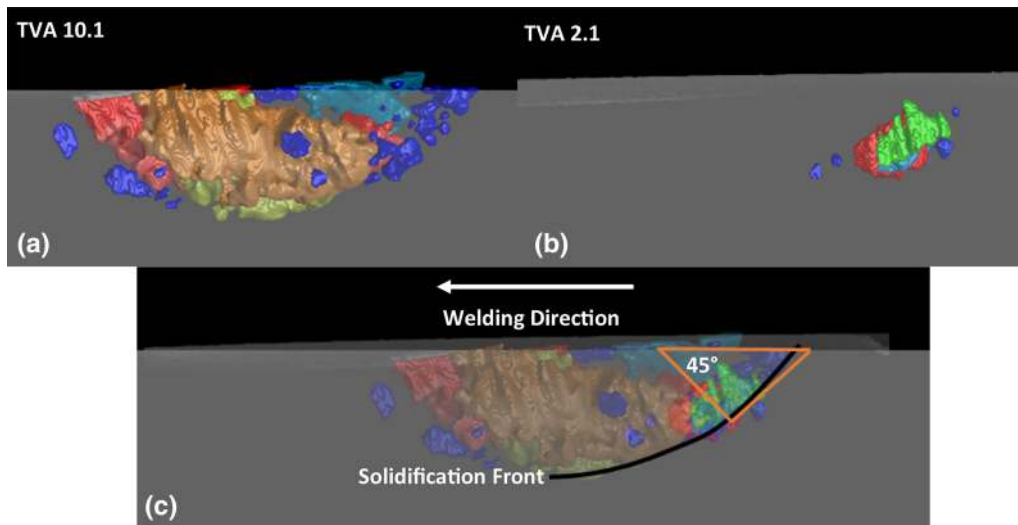 TVA 10.1
TVA 2.1
(a)
(b)
Welding Direction
45°
Solidification Front
(c)